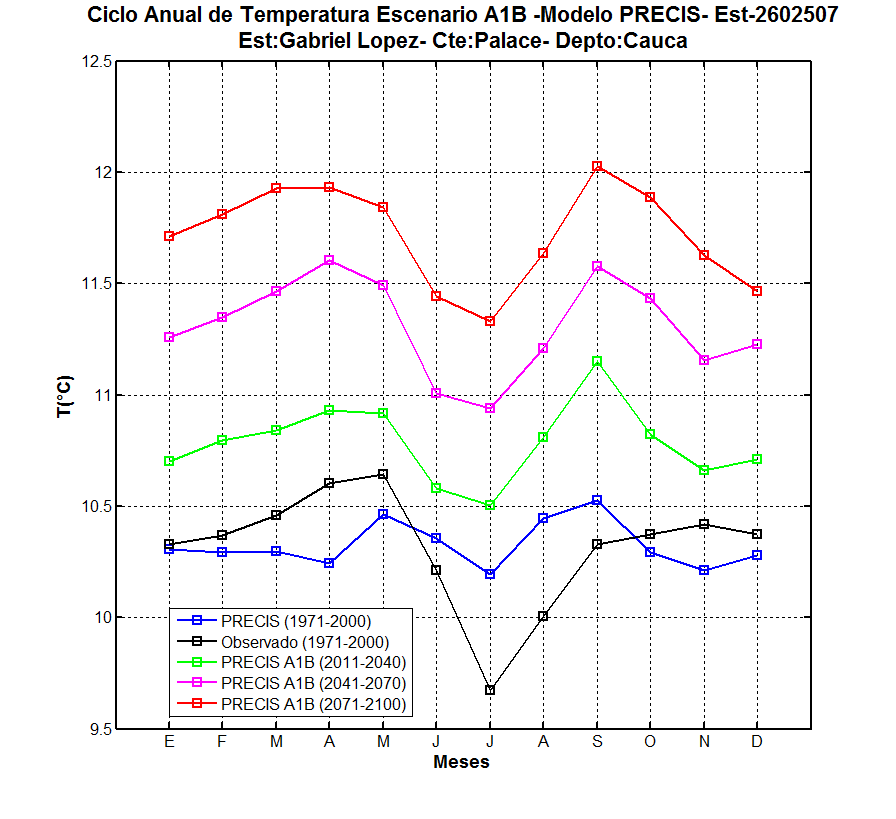 Ciclo Anual de Temperatura Escenario A1B -Modelo PRECIS- Est-2602507
Est:Gabriel Lopez- Cte:Palace- Depto:Cauca
12.5
12
11.5
11
10.5
10
9.5
T(°C)
PRECIS (1971-2000)
Observado (1971-2000)
PRECIS A1B (2011-2040)
PRECIS A1B (2041-2070)
PRECIS A1B (2071-2100)
E F M A M J J A S O N D
Meses